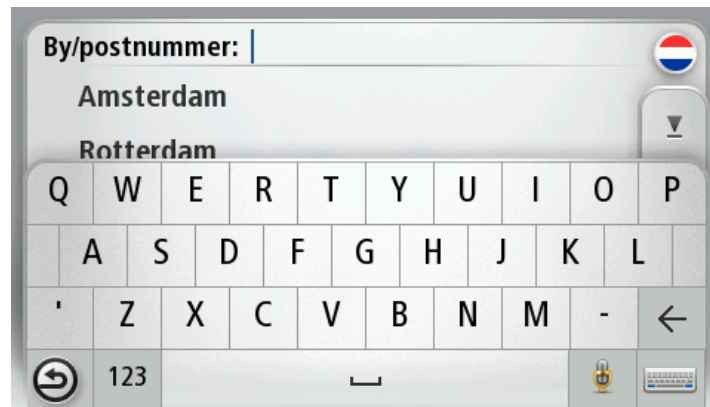 By/postnummer:
Amsterdam
Rotterdam
Q W E R T Y U I O P
A S D F G H J K L
' Z X C V B N M -
123